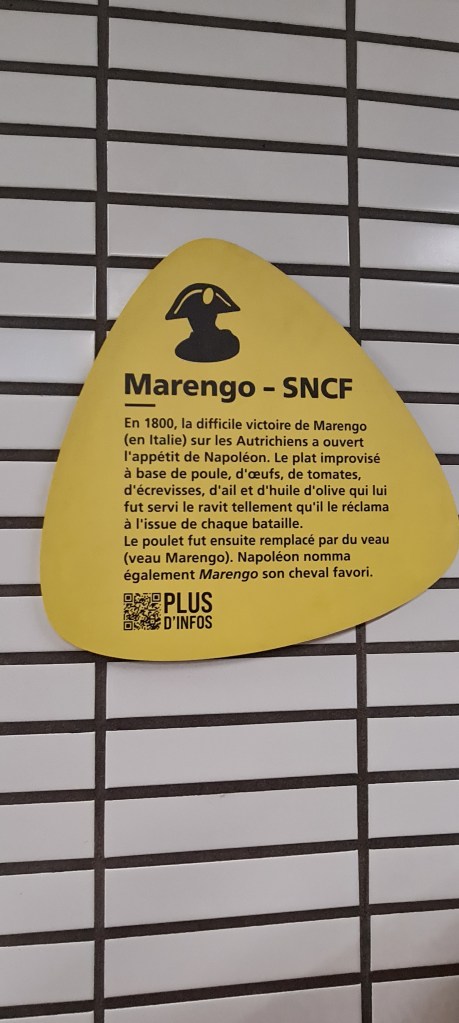 Marengo – SNCF
En 1800, la difficile victoire de Marengo
(en Italie) sur les Autrichiens a ouvert
l'appétit de Napoléon. Le plat improvisé
à base de poule, d'œufs, de tomates,
d'écrevisses, d'ail et d'huile d'olive qui lui
fut servi le ravit tellement qu'il le réclama
à l'issue de chaque bataille.
Le poulet fut ensuite remplacé par du veau
(veau Marengo). Napoléon nomma
également Marengo son cheval favori.
PLUS
D'INFOS